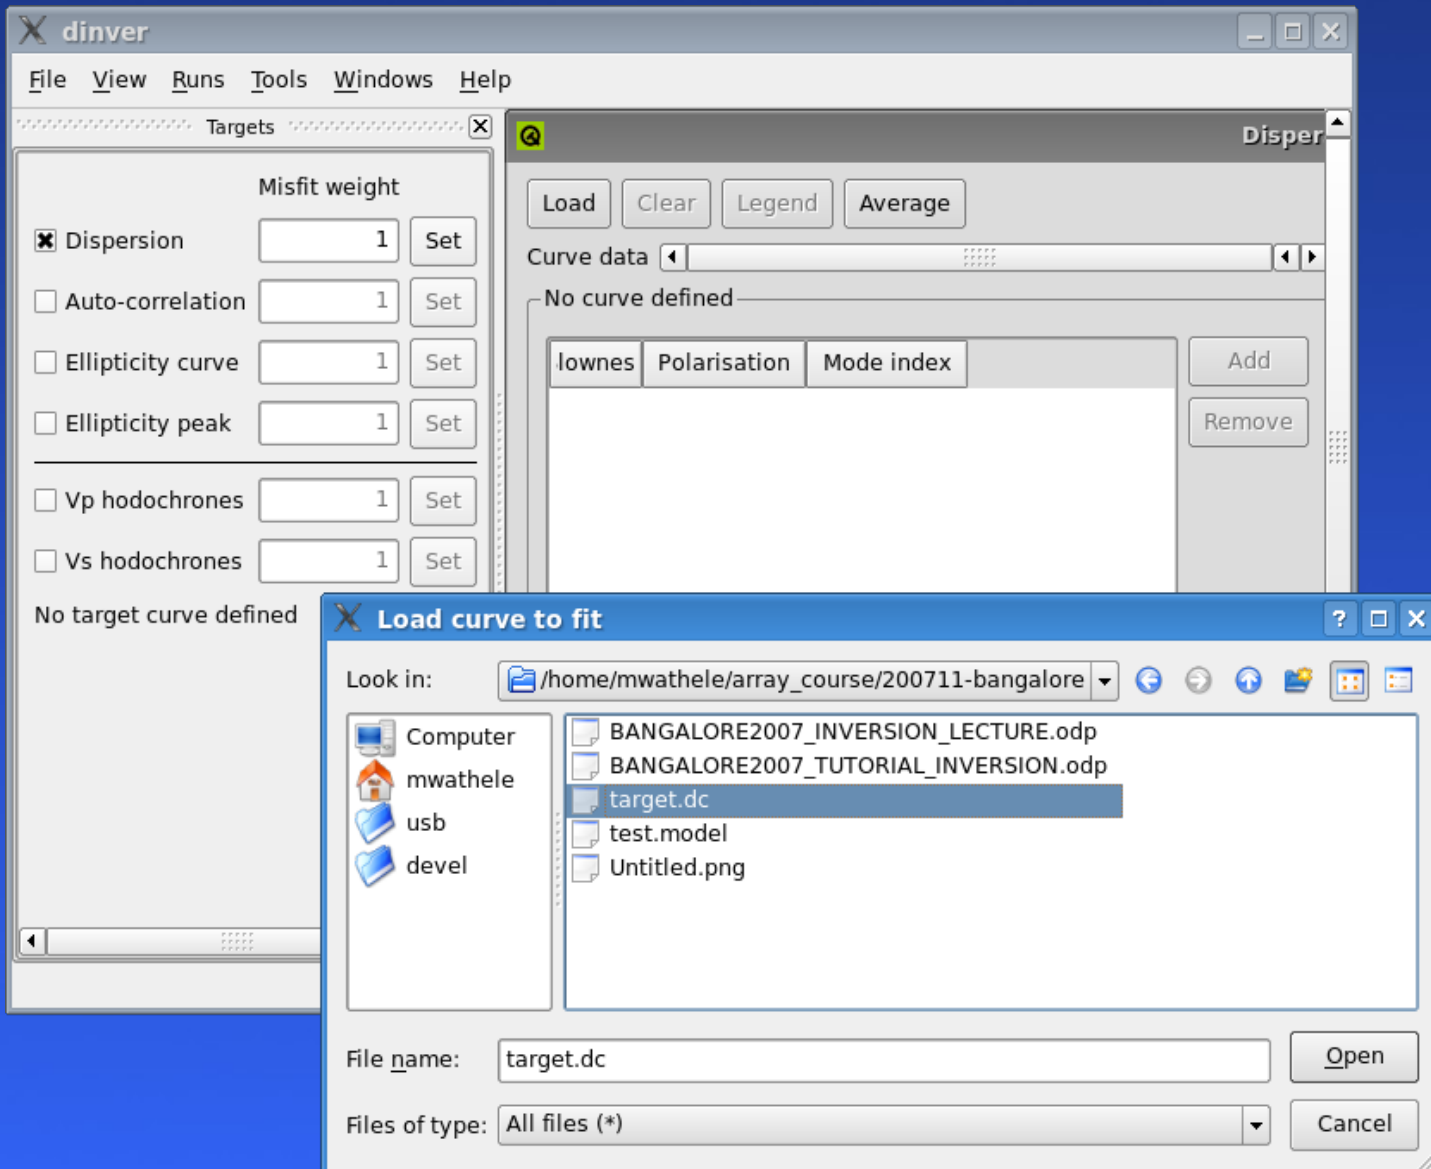 dinver
File View Runs Tools Windows Help
Targets
Misfit weight
Dispersion 1 Set
Auto-correlation 1 Set
Ellipticity curve 1 Set
Ellipticity peak 1 Set
Vp hodochrones 1 Set
Vs hodochrones 1 Set
No target curve defined
Disper
Load Clear Legend Average
Curve data
No curve defined
lownes Polarisation Mode index
Add
Remove
Load curve to fit
Look in: /home/mwathele/array_course/200711-bangalore
Computer
mwathele
usb
devel
BANGALORE2007_INVERSION_LECTURE.odp
BANGALORE2007_TUTORIAL_INVERSION.odp
target.dc
test.model
Untitled.png
File name: target.dc Open
Files of type: All files (*) Cancel